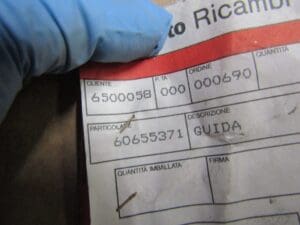 to Ricambi
CLIENTE P.TA ORDINE QUANTITA
6500058 000 000690
PARTICOLARE DESCRIZIONE
60655371 GUIDA
QUANTITA IMBALLATA FIRMA